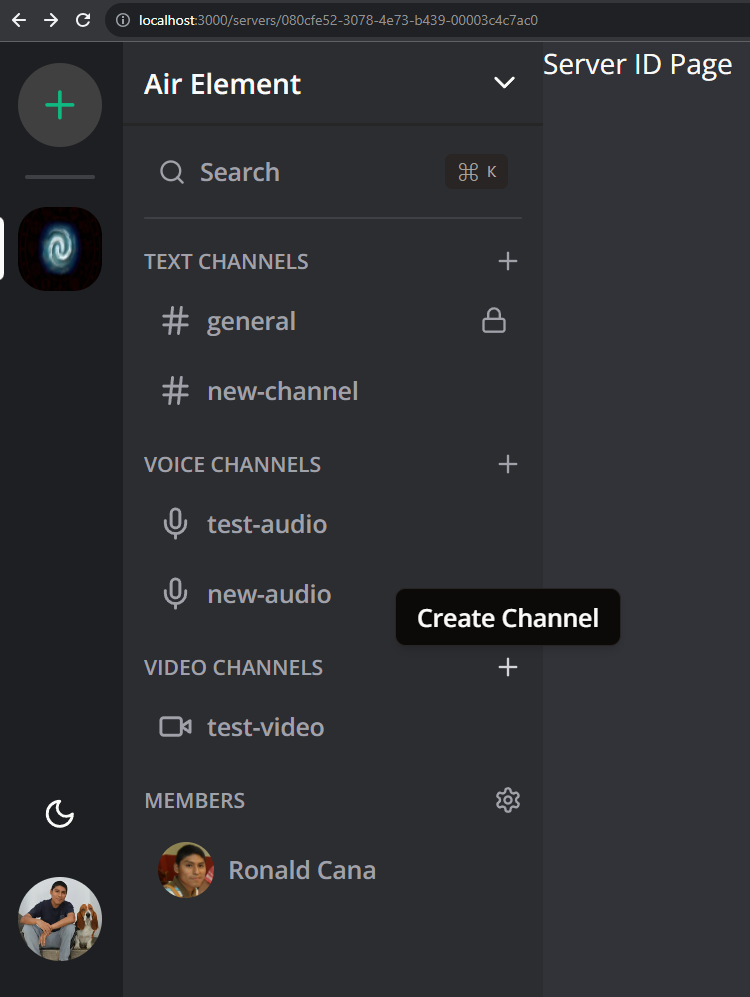 localhost:3000/servers/080cfe52-3078-4e73-b439-00003c4c7ac0
Air Element
Server ID Page
Search
⌘ K
TEXT CHANNELS
general
new-channel
VOICE CHANNELS
test-audio
new-audio
Create Channel
VIDEO CHANNELS
test-video
MEMBERS
Ronald Cana